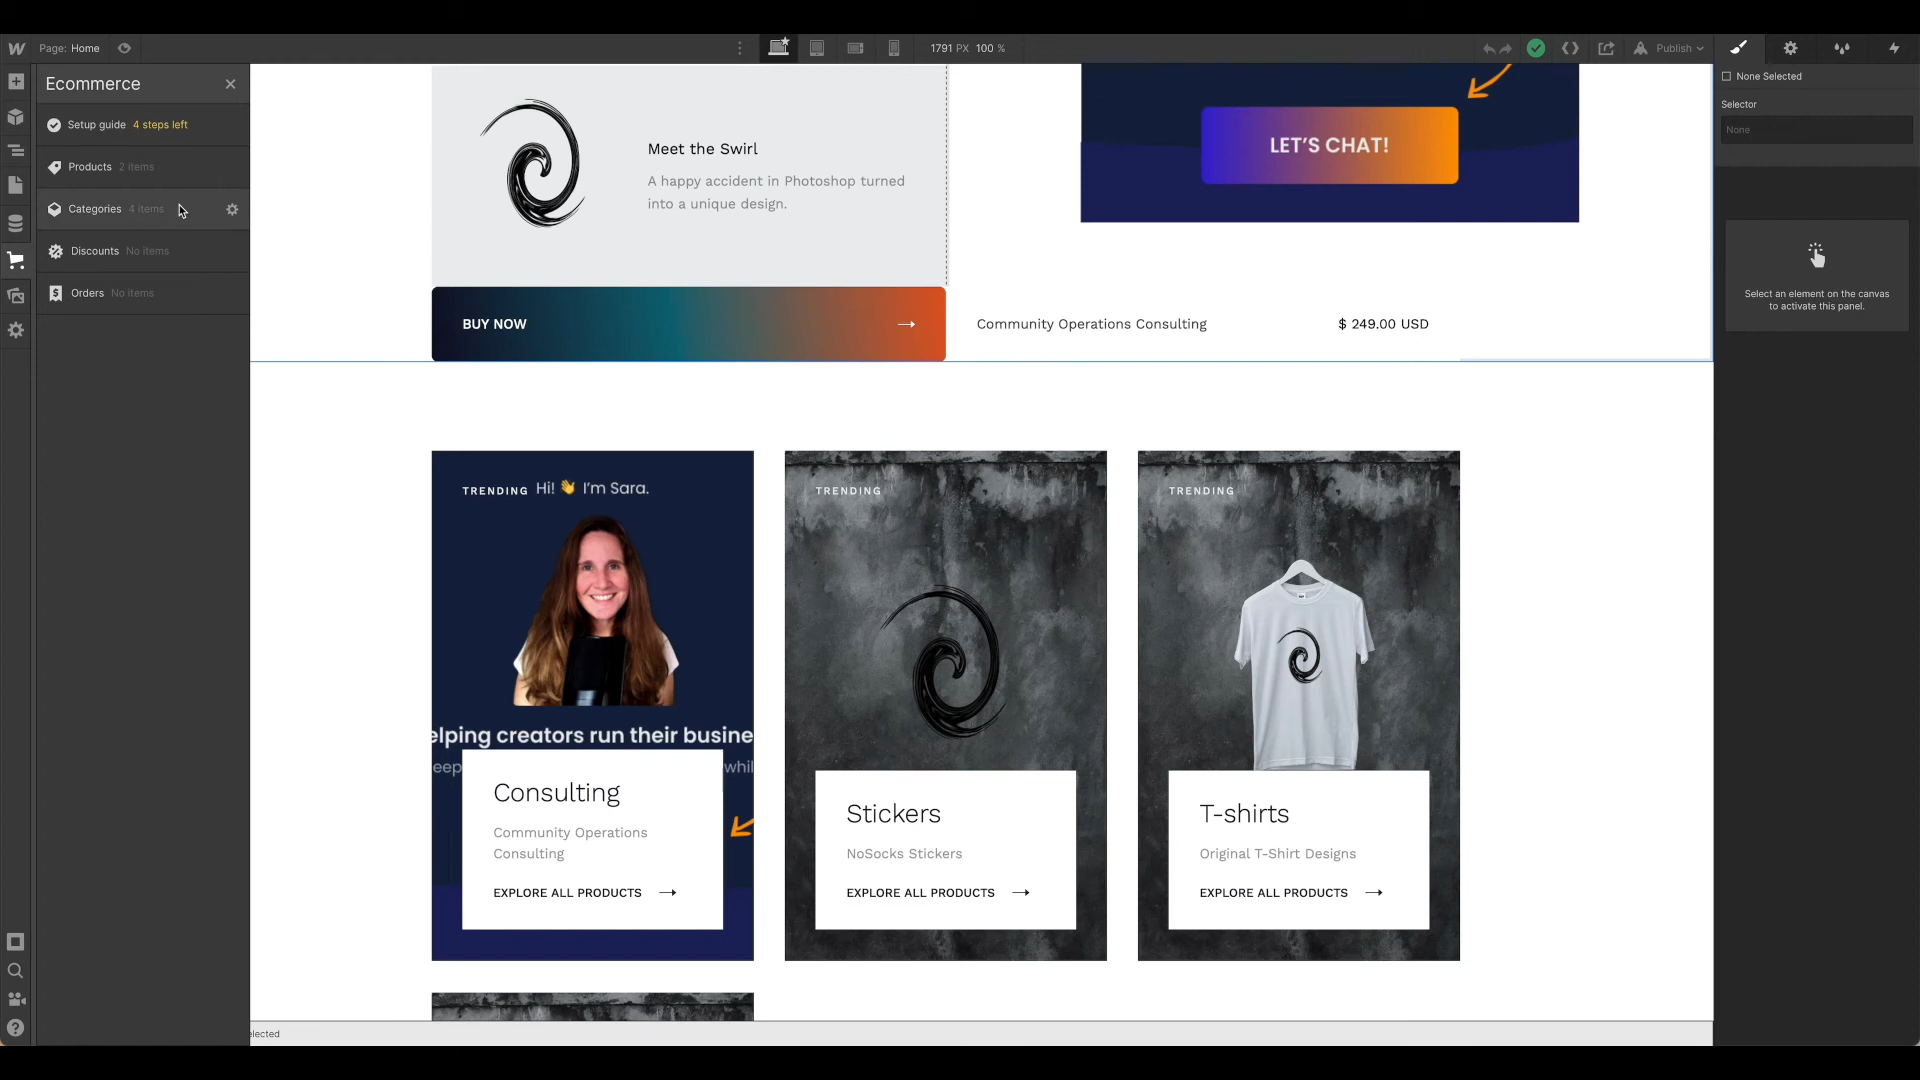 Page: Home
1791 PX 100 %
Publish
Ecommerce
Setup guide 4 steps left
Products 2 items
Categories 4 items
Discounts No items
Orders No items
Meet the Swirl
A happy accident in Photoshop turned
into a unique design.
LET'S CHAT!
BUY NOW
Community Operations Consulting
$ 249.00 USD
TRENDING
Hi! 👋 I'm Sara.
elping creators run their busine
eep
whil
Consulting
Community Operations
Consulting
EXPLORE ALL PRODUCTS
TRENDING
Stickers
NoSocks Stickers
EXPLORE ALL PRODUCTS
TRENDING
T-shirts
Original T-Shirt Designs
EXPLORE ALL PRODUCTS
elected
None Selected
Selector
None
Select an element on the canvas
to activate this panel.